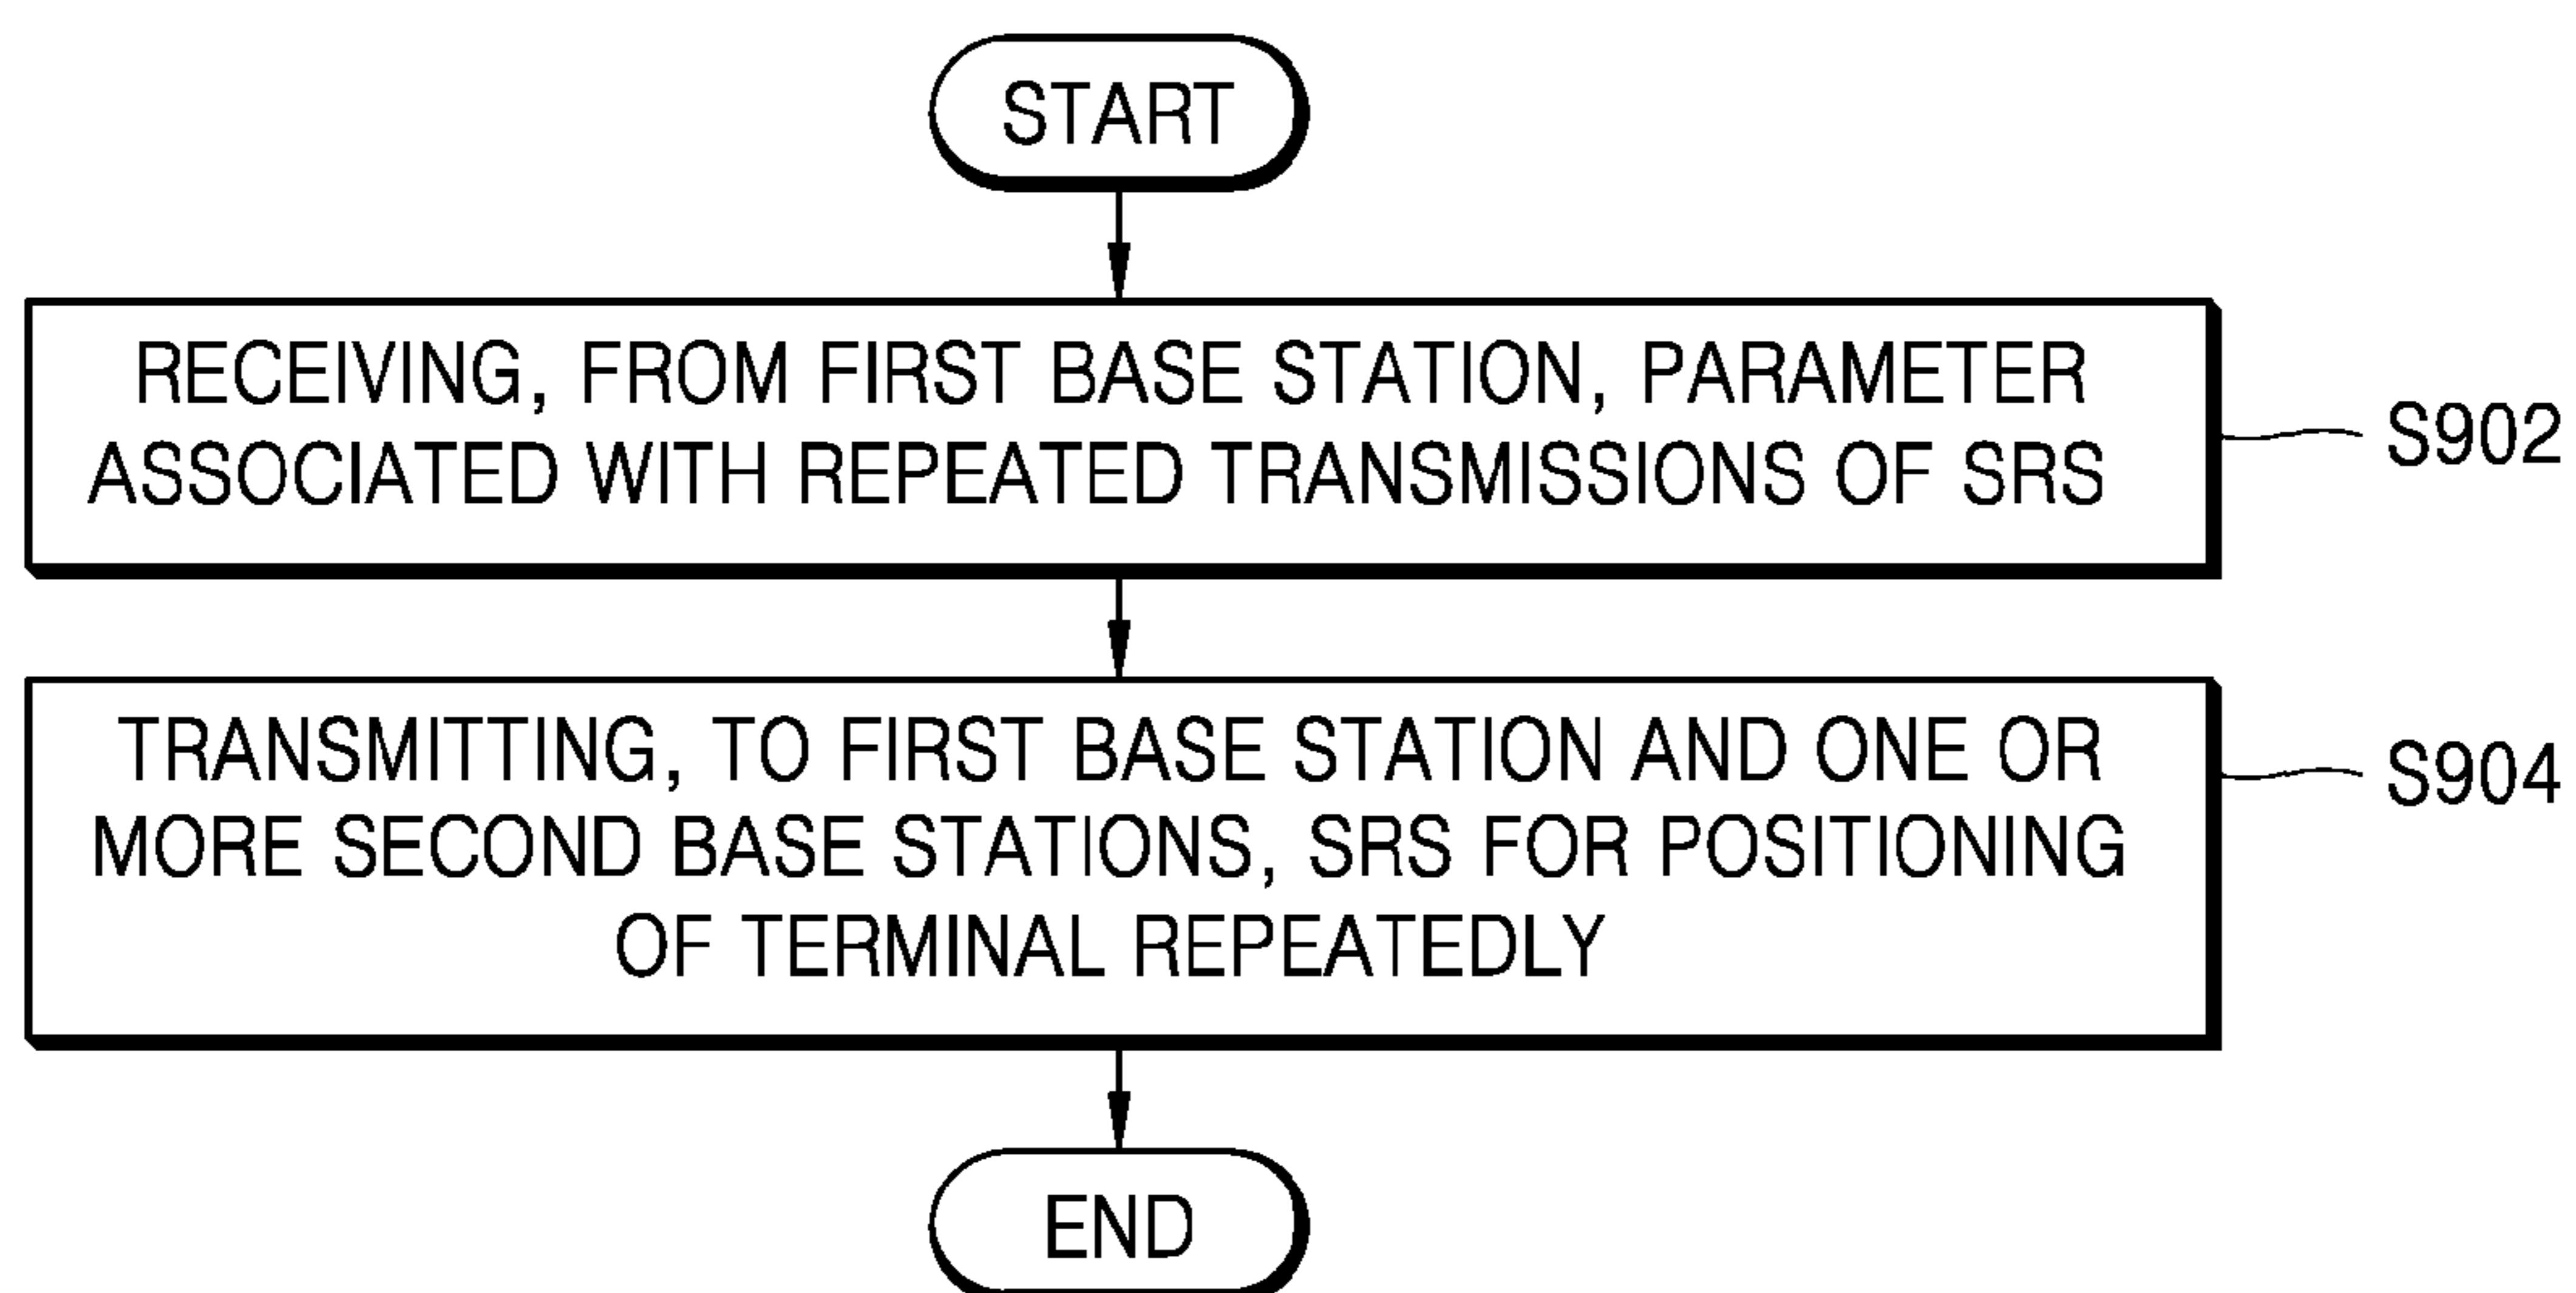 START
RECEIVING, FROM FIRST BASE STATION, PARAMETER
ASSOCIATED WITH REPEATED TRANSMISSIONS OF SRS
S902
TRANSMITTING, TO FIRST BASE STATION AND ONE OR
MORE SECOND BASE STATIONS, SRS FOR POSITIONING
OF TERMINAL REPEATEDLY
S904
END